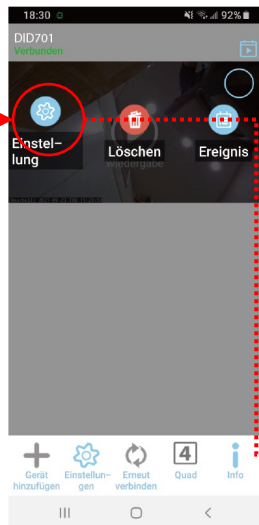 18:30
92%
DID701
Verbunden
Einstel-
lung
Löschen
Ereignis
wiedergabe
4
Gerät
hinzufügen
Einstellun-
gen
Erneut
verbinden
Quad
Info